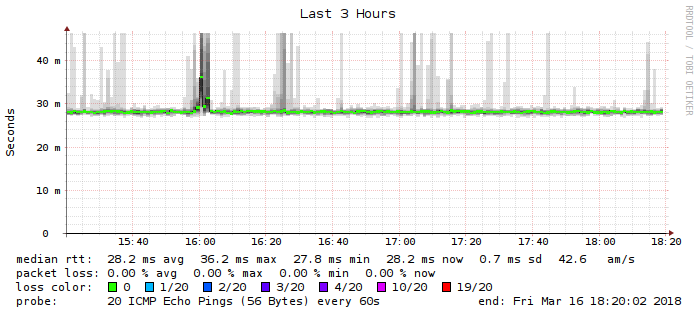 Last 3 Hours
RRDTOOL / TOBI OETIKER
Seconds
40 m
30 m
20 m
10 m
0
15:40 16:00 16:20 16:40 17:00 17:20 17:40 18:00 18:20
median rtt: 28.2 ms avg 36.2 ms max 27.8 ms min 28.2 ms now 0.7 ms sd 42.6 am/s
packet loss: 0.00 % avg 0.00 % max 0.00 % min 0.00 % now
loss color: 0 1/20 2/20 3/20 4/20 10/20 19/20
probe: 20 ICMP Echo Pings (56 Bytes) every 60s end: Fri Mar 16 18:20:02 2018